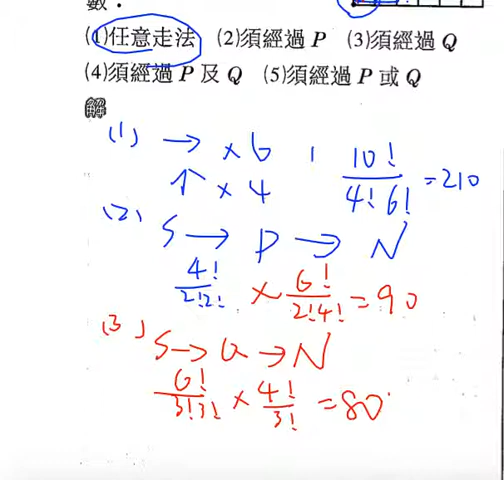 數：
(1)任意走法 (2)須經過 P (3)須經過 Q
(4)須經過 P 及 Q (5)須經過 P 或 Q
解
(1) → × 6 , 10! / 4! 6! = 210
↑ × 4
(2) S → P → N
4! / 2!2! × 6! / 2!4! = 90
(3) S → Q → N
6! / 3!3! × 4! / 3! = 80